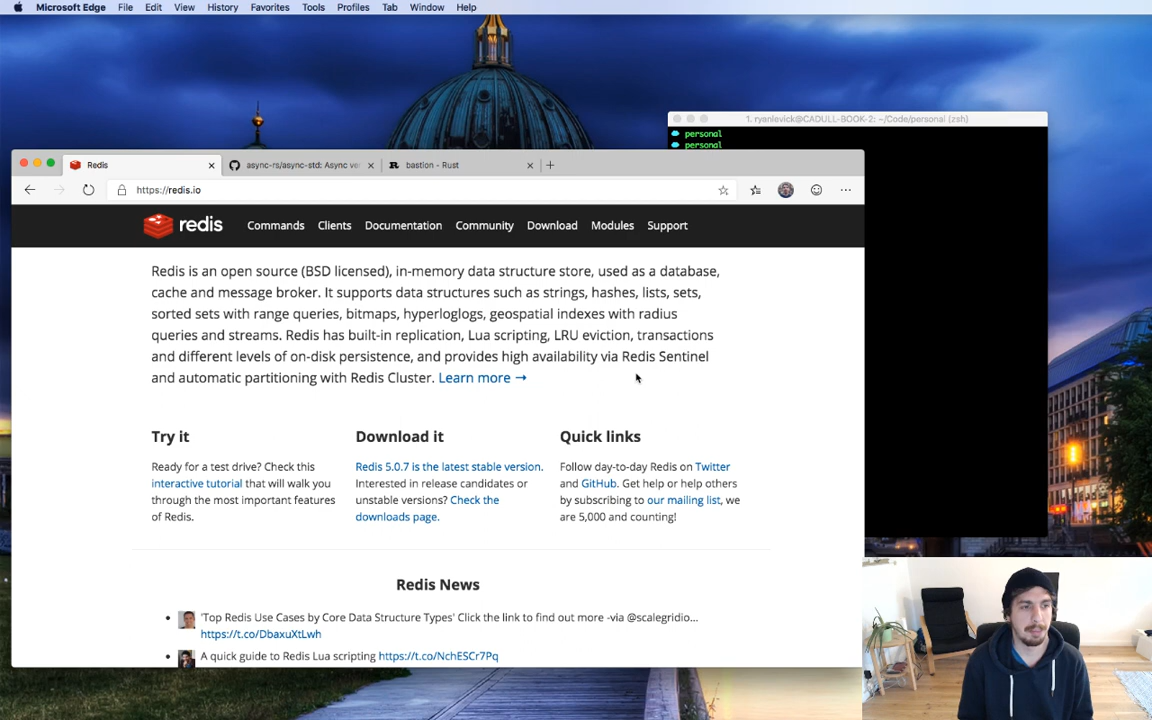 Microsoft Edge File Edit View History Favorites Tools Profiles Tab Window Help
1. ryanlevick@CADULL-BOOK-2: ~/Code/personal (zsh)
personal
personal
Redis
async-rs/async-std: Async ve
bastion - Rust
https://redis.io
redis
Commands Clients Documentation Community Download Modules Support
Redis is an open source (BSD licensed), in-memory data structure store, used as a database,
cache and message broker. It supports data structures such as strings, hashes, lists, sets,
sorted sets with range queries, bitmaps, hyperloglogs, geospatial indexes with radius
queries and streams. Redis has built-in replication, Lua scripting, LRU eviction, transactions
and different levels of on-disk persistence, and provides high availability via Redis Sentinel
and automatic partitioning with Redis Cluster. Learn more →
Try it
Ready for a test drive? Check this
interactive tutorial that will walk you
through the most important features
of Redis.
Download it
Redis 5.0.7 is the latest stable version.
Interested in release candidates or
unstable versions? Check the
downloads page.
Quick links
Follow day-to-day Redis on Twitter
and GitHub. Get help or help others
by subscribing to our mailing list, we
are 5,000 and counting!
Redis News
'Top Redis Use Cases by Core Data Structure Types' Click the link to find out more -via @scalegridio...
https://t.co/DbaxuXtLwh
A quick guide to Redis Lua scripting https://t.co/NchESCr7Pq